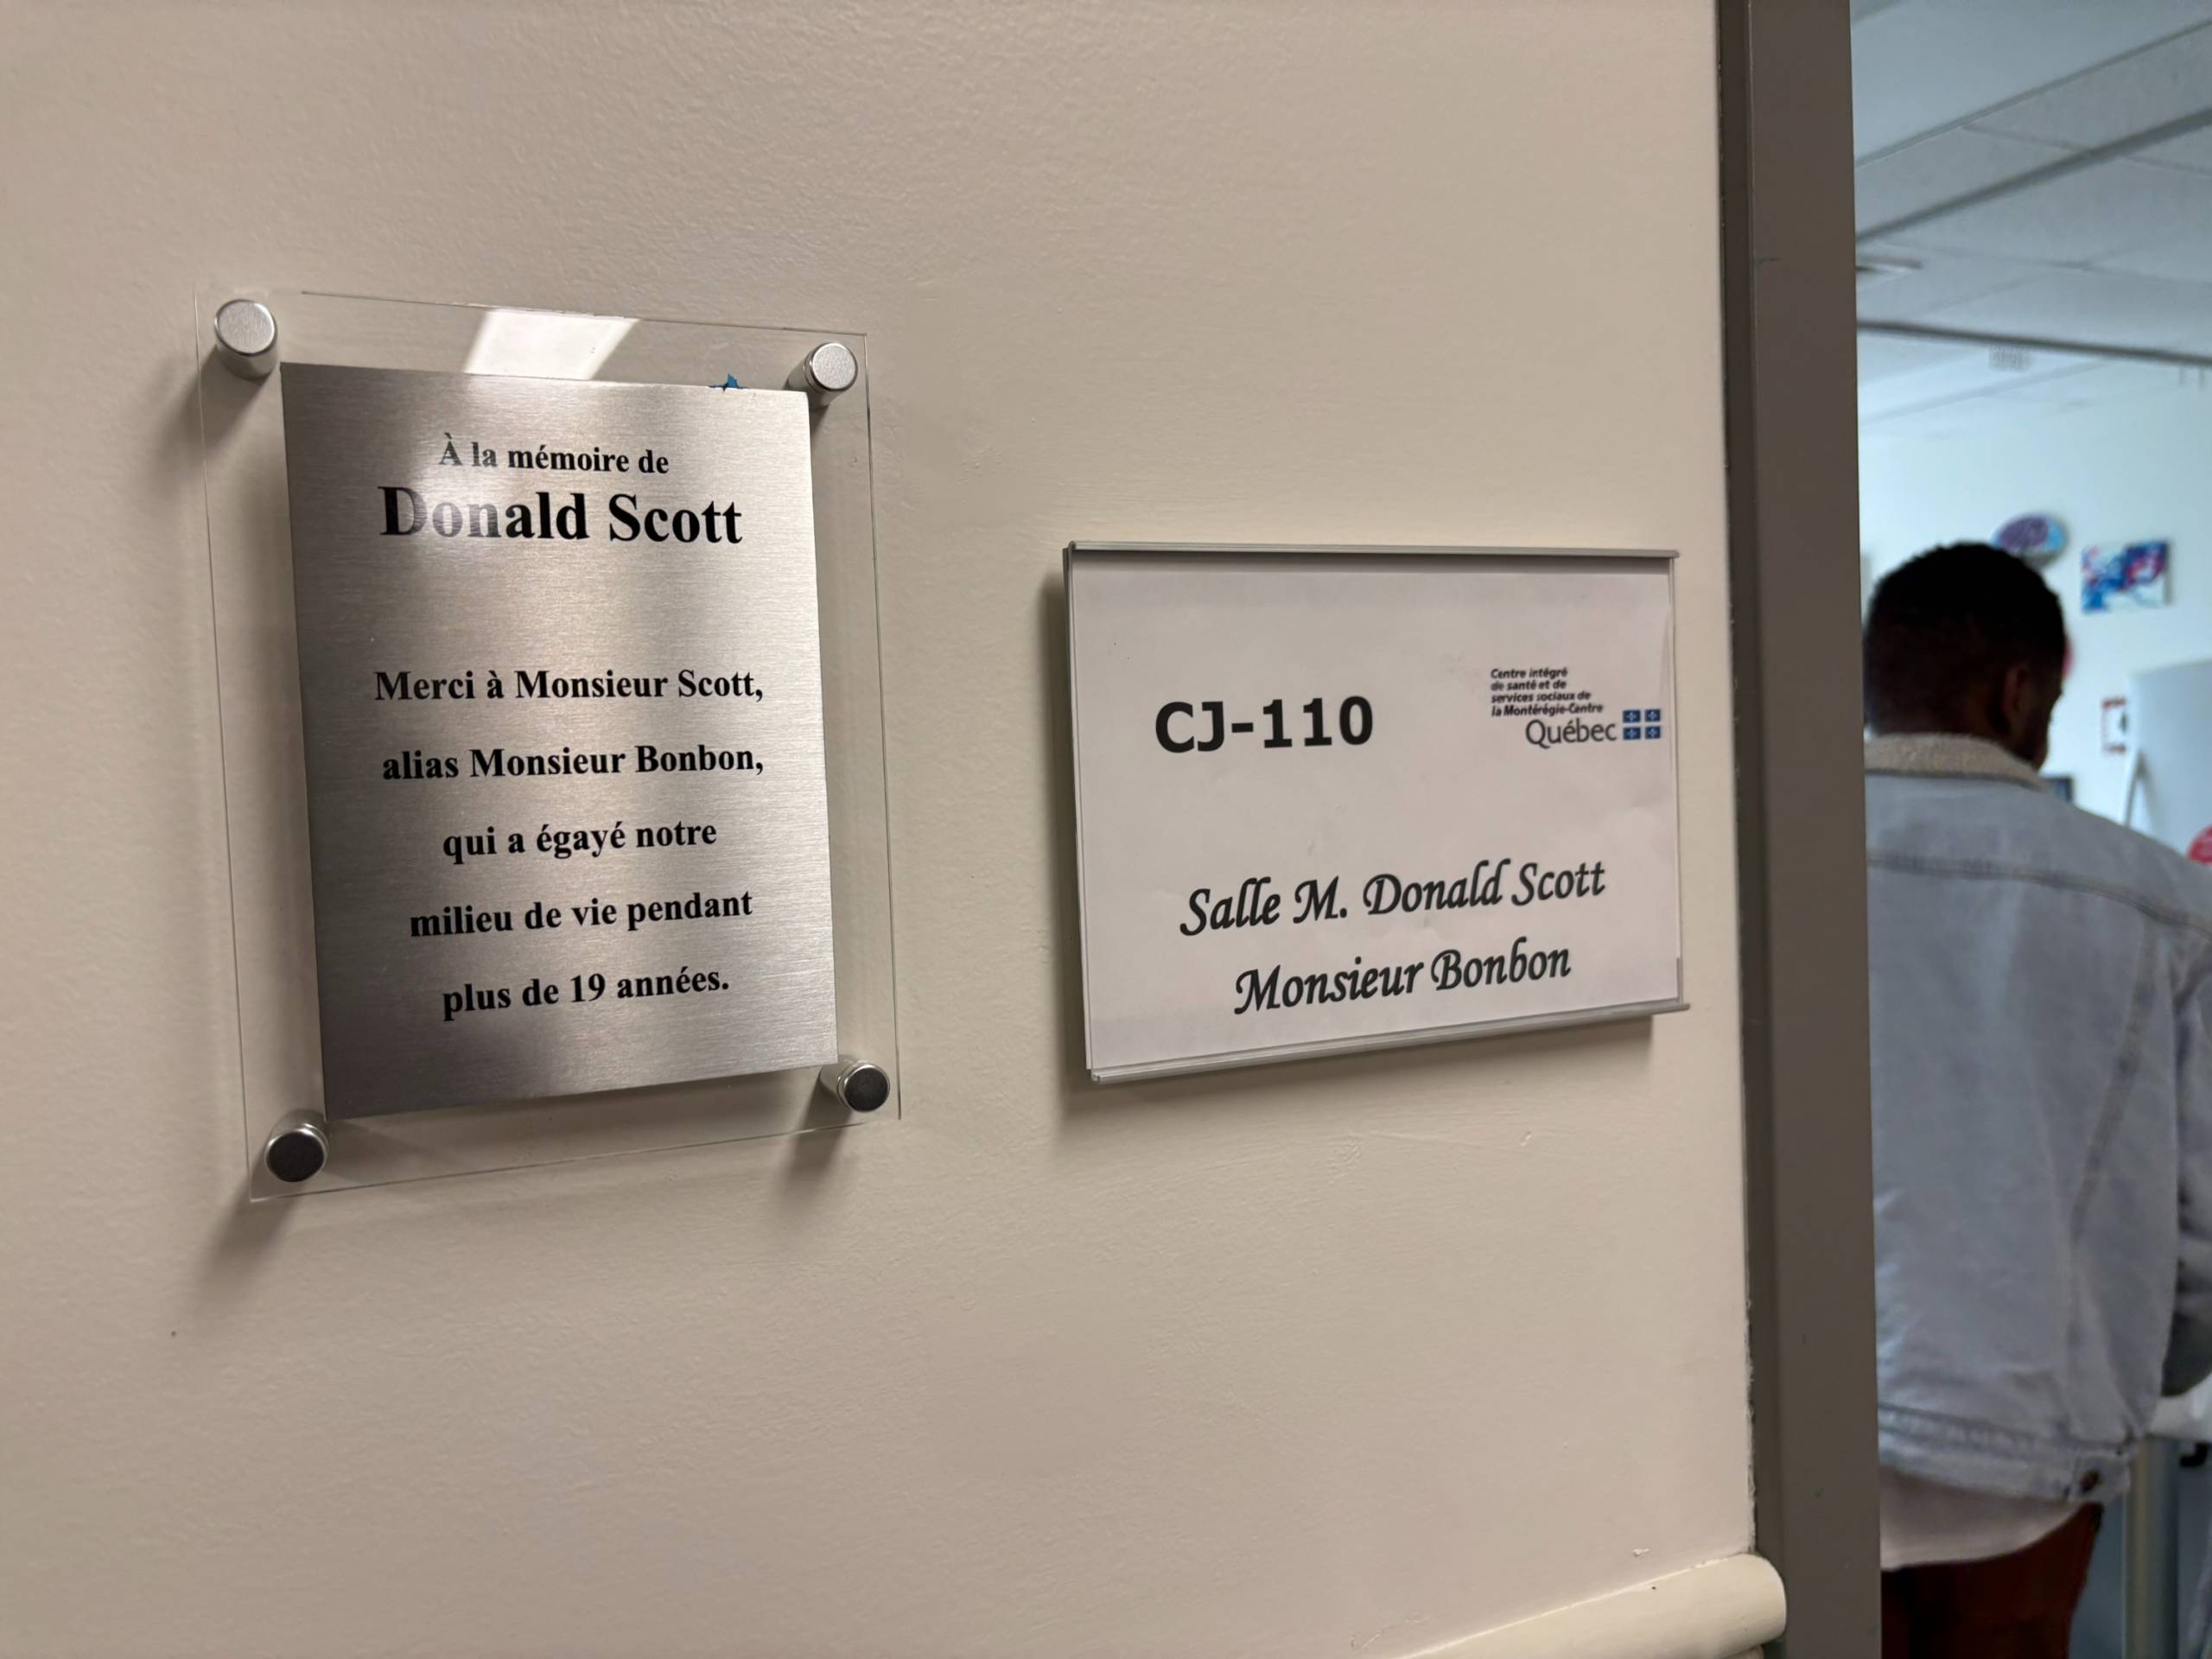 À la mémoire de
Donald Scott
Merci à Monsieur Scott,
alias Monsieur Bonbon,
qui a égayé notre
milieu de vie pendant
plus de 19 années.
CJ-110
Centre intégré
de santé et de
services sociaux de
la Montérégie-Centre
Québec
Salle M. Donald Scott
Monsieur Bonbon